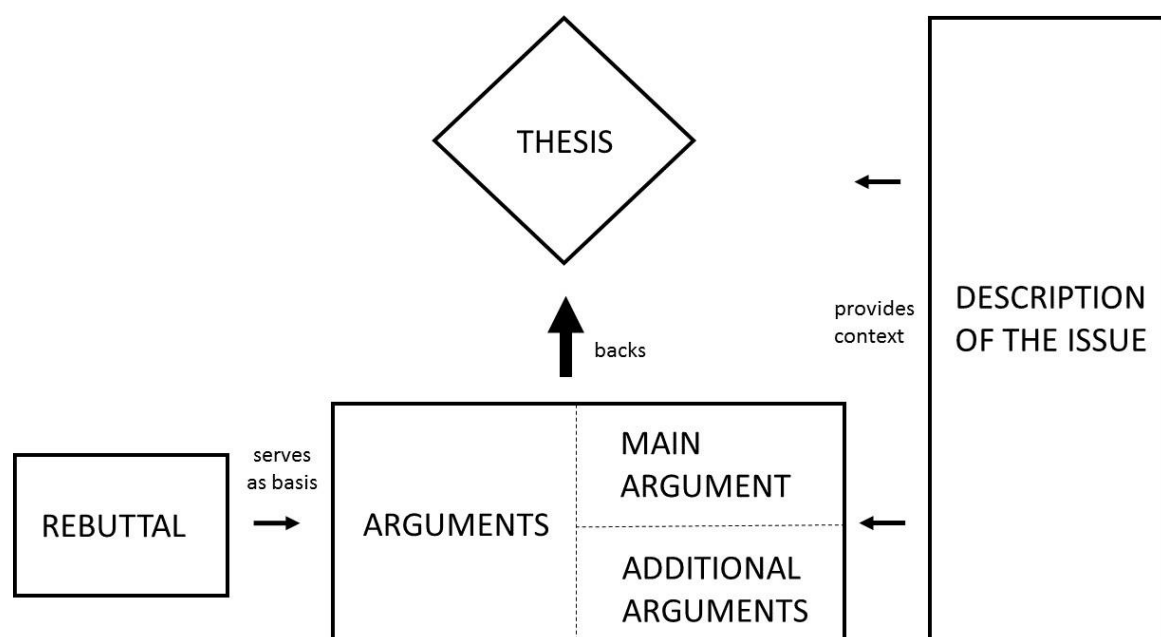 THESIS
provides
context
DESCRIPTION
OF THE ISSUE
backs
serves
as basis
REBUTTAL
ARGUMENTS
MAIN
ARGUMENT
ADDITIONAL
ARGUMENTS